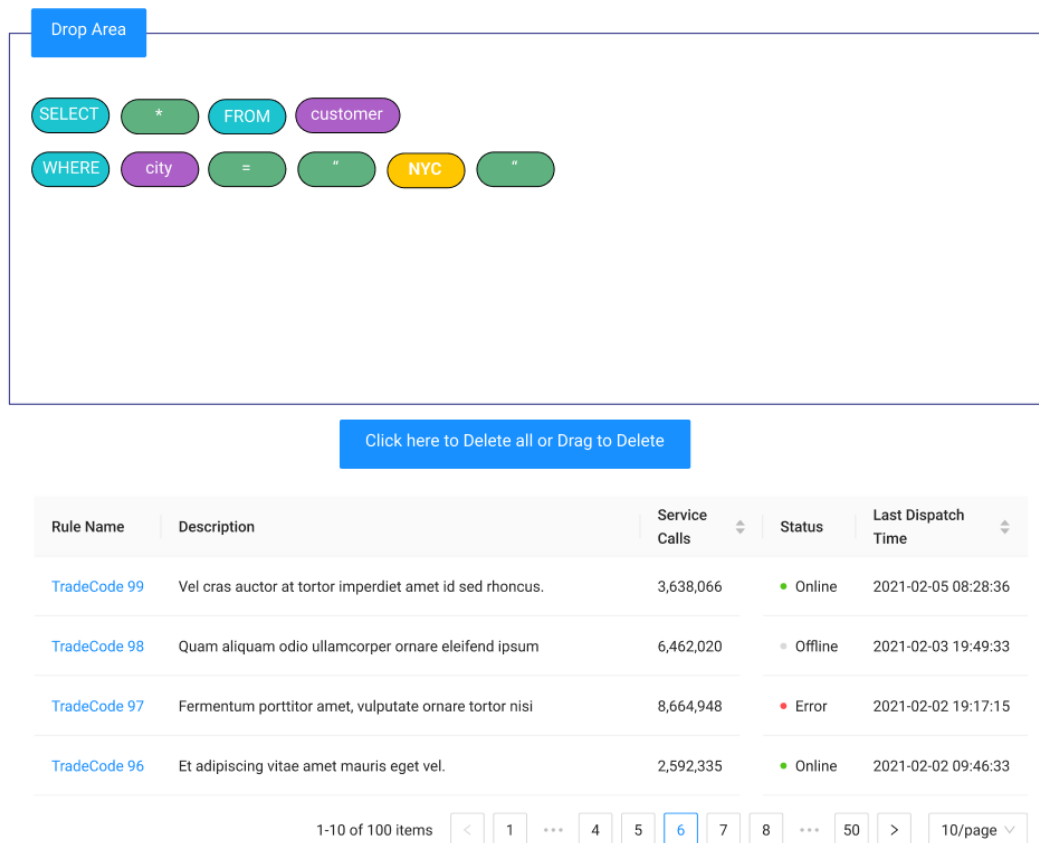 Drop Area
SELECT * FROM customer
WHERE city = “ NYC “
Click here to Delete all or Drag to Delete
Rule Name Description Service Calls Status Last Dispatch Time
TradeCode 99 Vel cras auctor at tortor imperdiet amet id sed rhoncus. 3,638,066 Online 2021-02-05 08:28:36
TradeCode 98 Quam aliquam odio ullamcorper ornare eleifend ipsum 6,462,020 Offline 2021-02-03 19:49:33
TradeCode 97 Fermentum porttitor amet, vulputate ornare tortor nisi 8,664,948 Error 2021-02-02 19:17:15
TradeCode 96 Et adipiscing vitae amet mauris eget vel. 2,592,335 Online 2021-02-02 09:46:33
1-10 of 100 items < 1 ••• 4 5 6 7 8 ••• 50 > 10/page